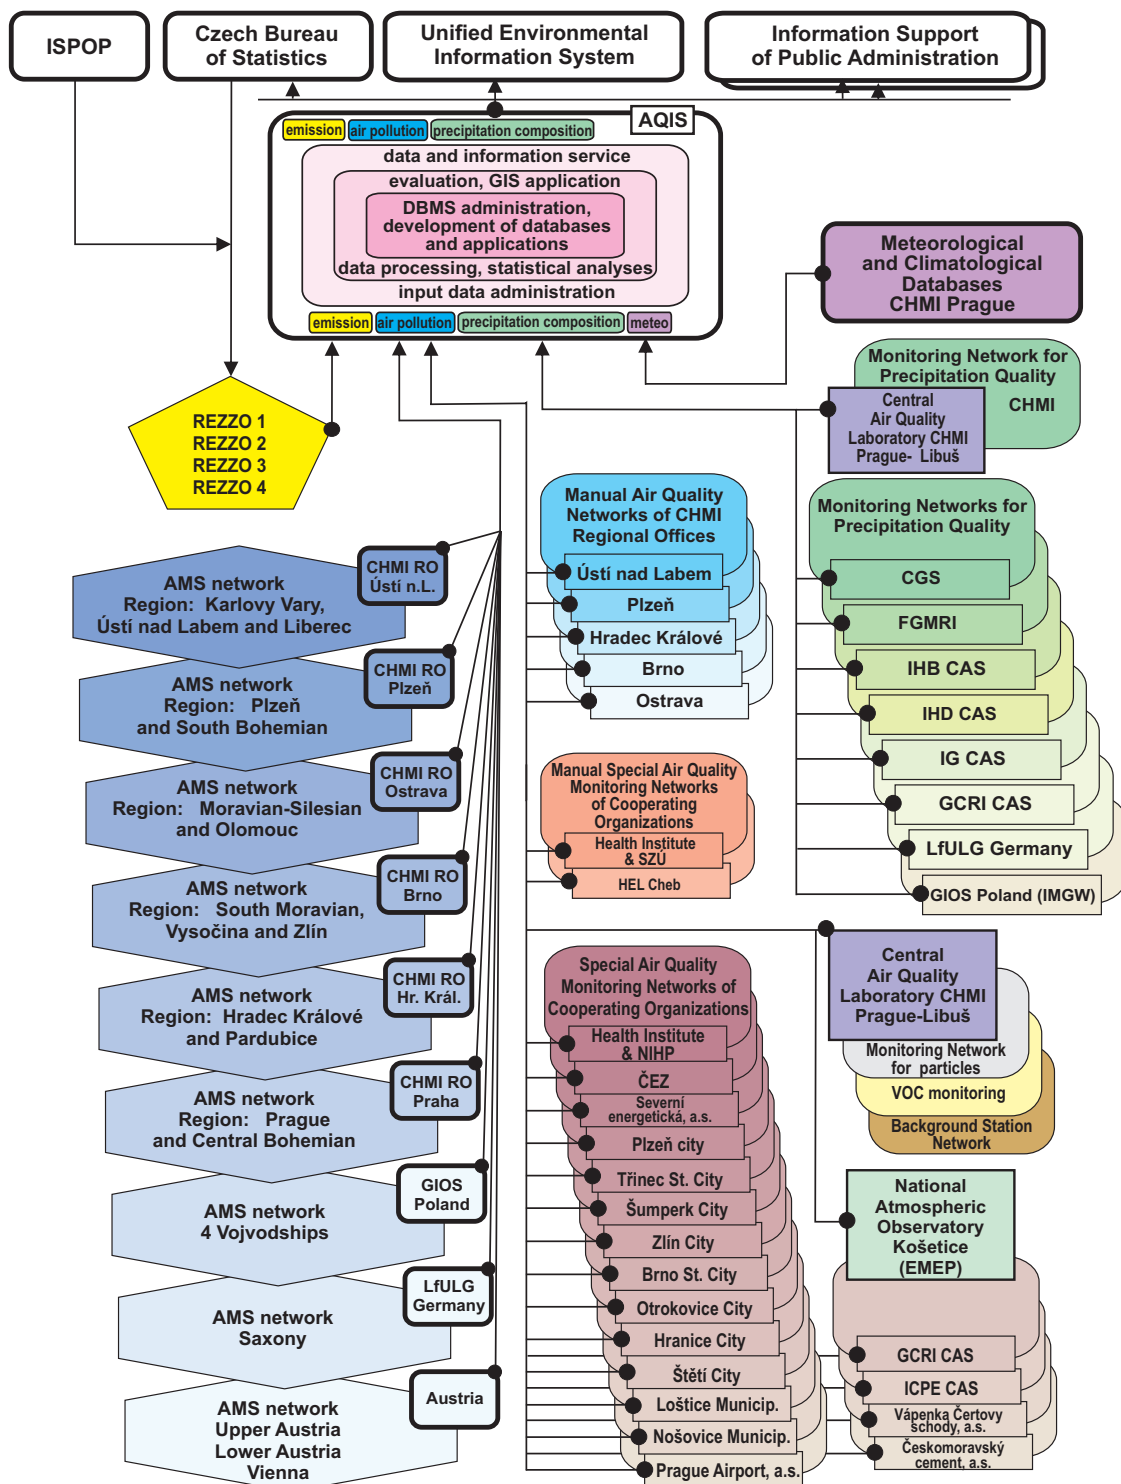 ISPOP
Czech Bureau
of Statistics
Unified Environmental
Information System
Information Support
of Public Administration
AQIS
emission
air pollution
precipitation composition
data and information service
evaluation, GIS application
DBMS administration,
development of databases
and applications
data processing, statistical analyses
input data administration
emission
air pollution
precipitation composition
meteo
Meteorological
and Climatological
Databases
CHMI Prague
Monitoring Network for
Precipitation Quality
CHMI
Central
Air Quality
Laboratory CHMI
Prague- Libuš
REZZO 1
REZZO 2
REZZO 3
REZZO 4
CHMI RO
Ústí n.L.
AMS network
Region: Karlovy Vary,
Ústí nad Labem and Liberec
CHMI RO
Plzeň
AMS network
Region: Plzeň
and South Bohemian
CHMI RO
Ostrava
AMS network
Region: Moravian-Silesian
and Olomouc
CHMI RO
Brno
AMS network
Region: South Moravian,
Vysočina and Zlín
CHMI RO
Hr. Král.
AMS network
Region: Hradec Králové
and Pardubice
CHMI RO
Praha
AMS network
Region: Prague
and Central Bohemian
GIOS
Poland
AMS network
4 Vojvodships
LfULG
Germany
AMS network
Saxony
Austria
AMS network
Upper Austria
Lower Austria
Vienna
Manual Air Quality
Networks of CHMI
Regional Offices
Ústí nad Labem
Plzeň
Hradec Králové
Brno
Ostrava
Manual Special Air Quality
Monitoring Networks
of Cooperating
Organizations
Health Institute
& SZÚ
HEL Cheb
Special Air Quality
Monitoring Networks of
Cooperating Organizations
Health Institute
& NIHP
ČEZ
Severní
energetická, a.s.
Plzeň city
Třinec St. City
Šumperk City
Zlín City
Brno St. City
Otrokovice City
Hranice City
Štětí City
Loštice Municip.
Nošovice Municip.
Prague Airport, a.s.
Monitoring Networks for
Precipitation Quality
CGS
FGMRI
IHB CAS
IHD CAS
IG CAS
GCRI CAS
LfULG Germany
GIOS Poland (IMGW)
Central
Air Quality
Laboratory CHMI
Prague-Libuš
Monitoring Network
for particles
VOC monitoring
Background Station
Network
National
Atmospheric
Observatory
Košetice
(EMEP)
GCRI CAS
ICPE CAS
Vápenka Čertovy
schody, a.s.
Českomoravský
cement, a.s.